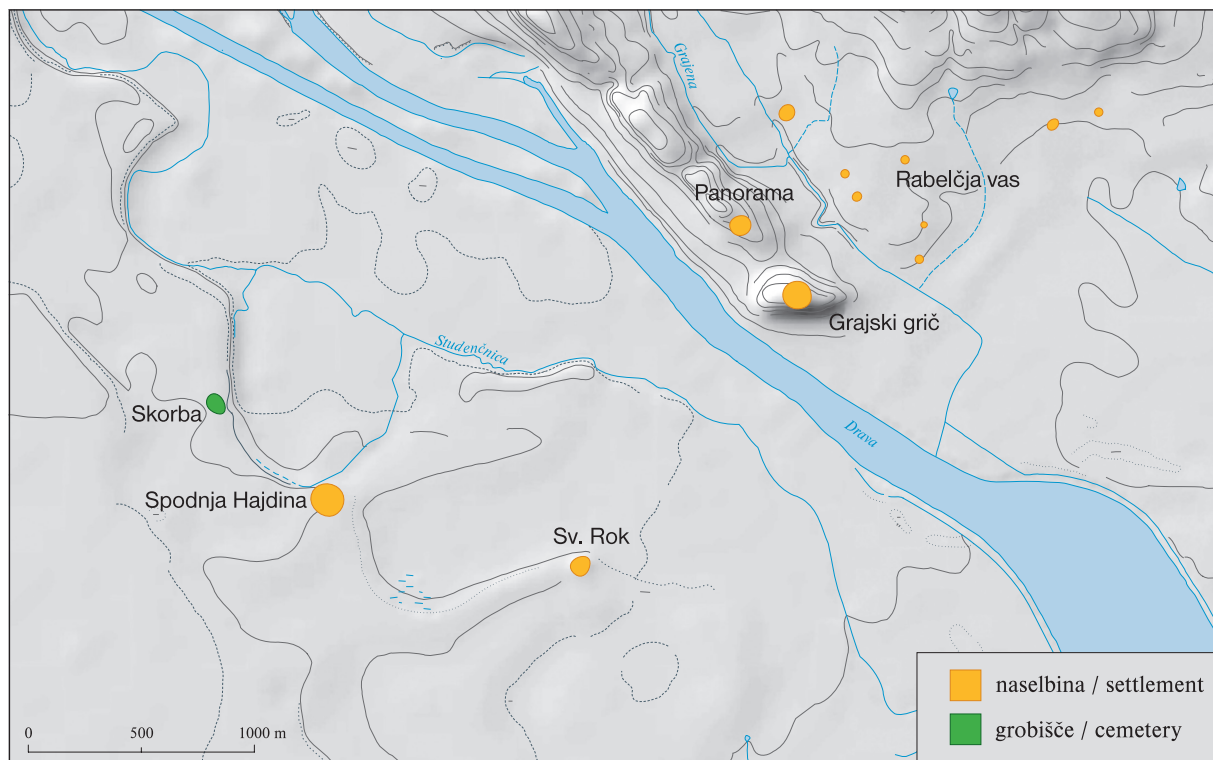 Grajena
Panorama
Rabelčja vas
Grajski grič
Studenčnica
Skorba
Drava
Spodnja Hajdina
Sv. Rok
naselbina / settlement
grobišče / cemetery
0 500 1000 m